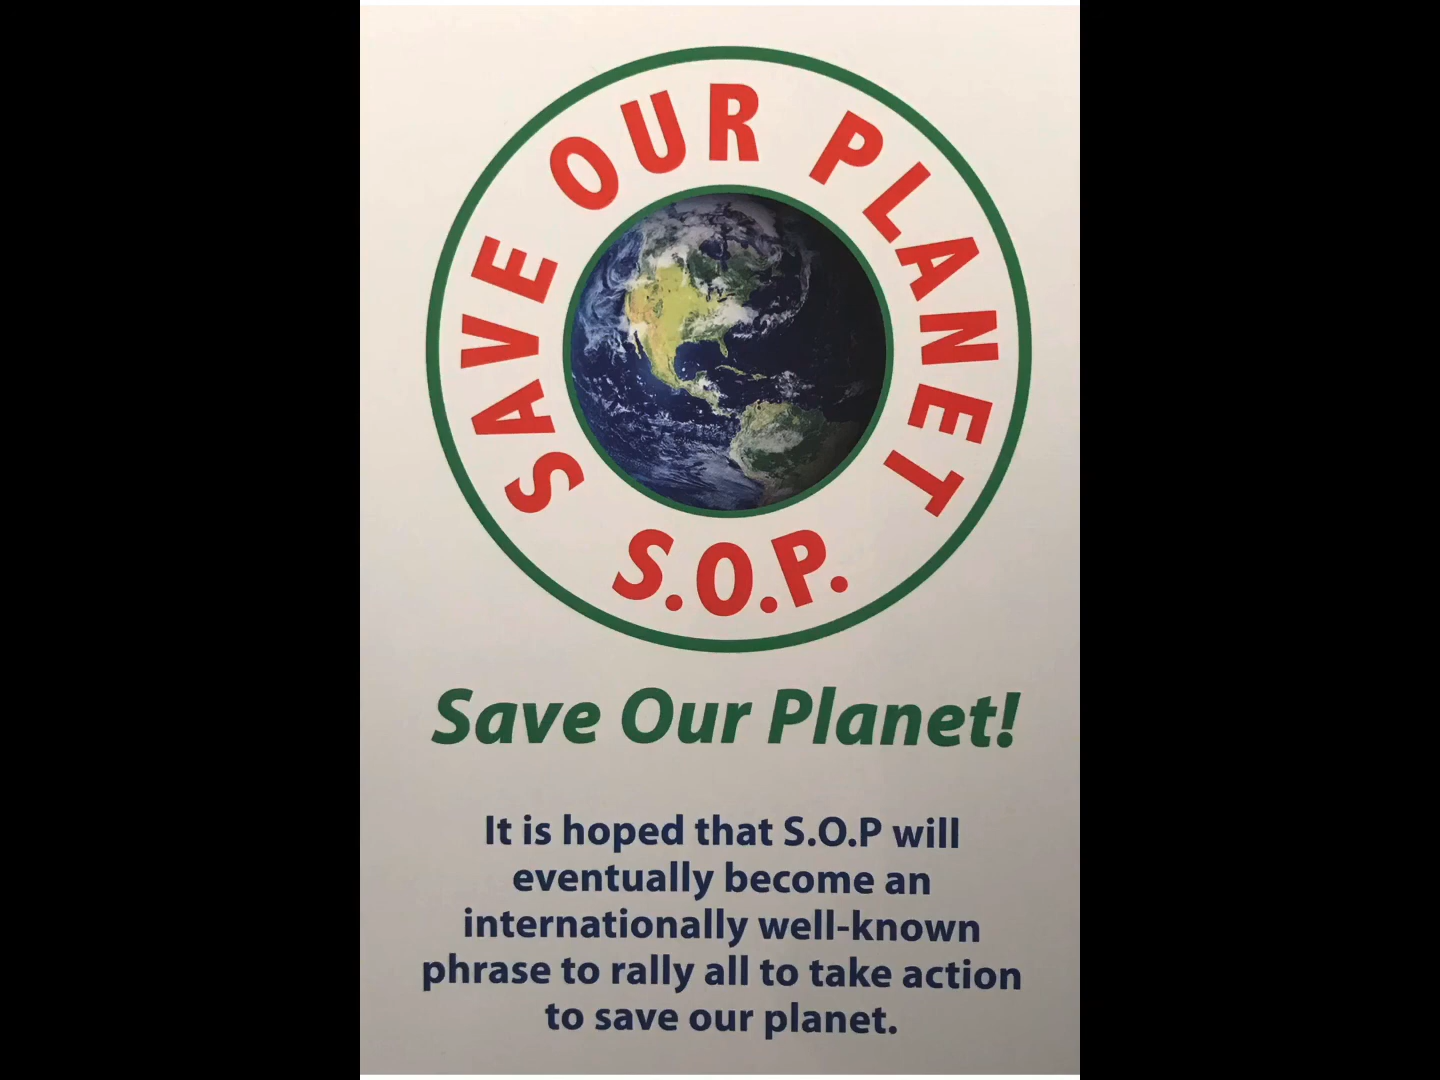 SAVE OUR PLANET
S.O.P.
Save Our Planet!
It is hoped that S.O.P will
eventually become an
internationally well-known
phrase to rally all to take action
to save our planet.